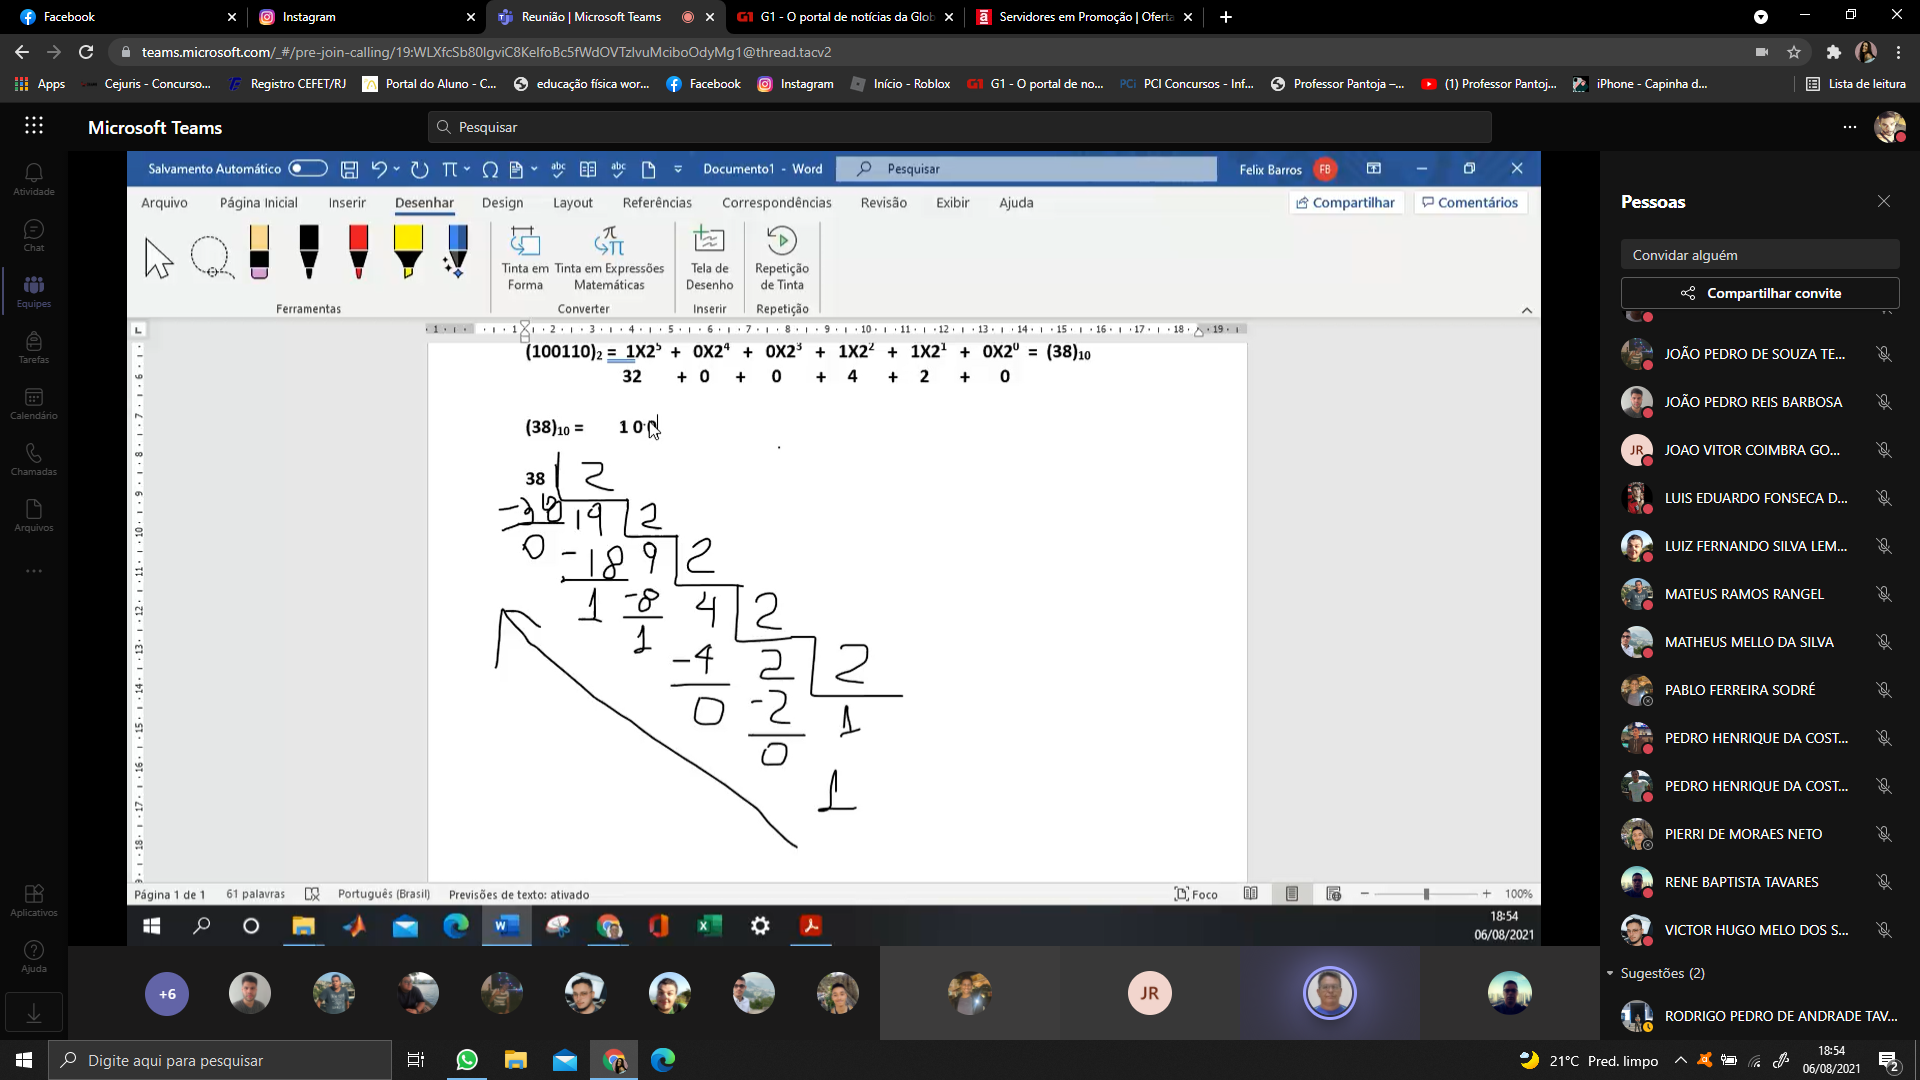 Facebook
Instagram
Reunião | Microsoft Teams
G1 - O portal de notícias da Glob
Servidores em Promoção | Oferta
teams.microsoft.com/_#/pre-join-calling/19:WLXfcSb80lgviC8KelfoBc5fWdOVTzlvuMciboOdyMg1@thread.tacv2
Apps
Cejuris - Concurso...
Registro CEFET/RJ
Portal do Aluno - C...
educação física wor...
Facebook
Instagram
Início - Roblox
G1 - O portal de no...
PCI Concursos - Inf...
Professor Pantoja –...
(1) Professor Pantoj...
iPhone - Capinha d...
Lista de leitura
Microsoft Teams
Pesquisar
Atividade
Chat
Equipes
Tarefas
Calendário
Chamadas
Arquivos
Aplicativos
Ajuda
Salvamento Automático
Documento1 - Word
Pesquisar
Felix Barros
FB
Arquivo
Página Inicial
Inserir
Desenhar
Design
Layout
Referências
Correspondências
Revisão
Exibir
Ajuda
Compartilhar
Comentários
Tinta em Forma
Tinta em Expressões Matemáticas
Tela de Desenho
Repetição de Tinta
Ferramentas
Converter
Inserir
Repetição
(100110)₂ = 1X2⁵ + 0X2⁴ + 0X2³ + 1X2² + 1X2¹ + 0X2⁰ = (38)₁₀
32 + 0 + 0 + 4 + 2 + 0
(38)₁₀ = 1 0 0
38 2
19 2
0 -18 9 2
1 -8 4 2
1 -4 2 2
0 -2 1
0
1
Página 1 de 1
61 palavras
Português (Brasil)
Previsões de texto: ativado
Foco
100%
18:54
06/08/2021
+6
JR
Pessoas
Convidar alguém
Compartilhar convite
JOÃO PEDRO DE SOUZA TE...
JOÃO PEDRO REIS BARBOSA
JR
JOAO VITOR COIMBRA GO...
LUIS EDUARDO FONSECA D...
LUIZ FERNANDO SILVA LEM...
MATEUS RAMOS RANGEL
MATHEUS MELLO DA SILVA
PABLO FERREIRA SODRÉ
PEDRO HENRIQUE DA COST...
PEDRO HENRIQUE DA COST...
PIERRI DE MORAES NETO
RENE BAPTISTA TAVARES
VICTOR HUGO MELO DOS S...
Sugestões (2)
RODRIGO PEDRO DE ANDRADE TAV...
Digite aqui para pesquisar
21°C Pred. limpo
18:54
06/08/2021
2